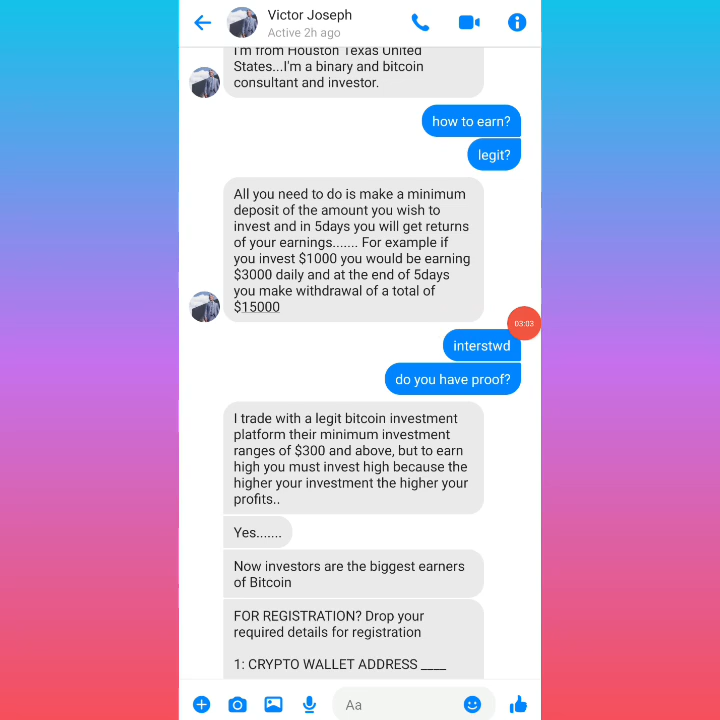 Victor Joseph
Active 2h ago
I'm from Houston Texas United
States...I'm a binary and bitcoin
consultant and investor.
how to earn?
legit?
All you need to do is make a minimum
deposit of the amount you wish to
invest and in 5days you will get returns
of your earnings....... For example if
you invest $1000 you would be earning
$3000 daily and at the end of 5days
you make withdrawal of a total of
$15000
03:03
interstwd
do you have proof?
I trade with a legit bitcoin investment
platform their minimum investment
ranges of $300 and above, but to earn
high you must invest high because the
higher your investment the higher your
profits..
Yes.......
Now investors are the biggest earners
of Bitcoin
FOR REGISTRATION? Drop your
required details for registration
1: CRYPTO WALLET ADDRESS ____
Aa